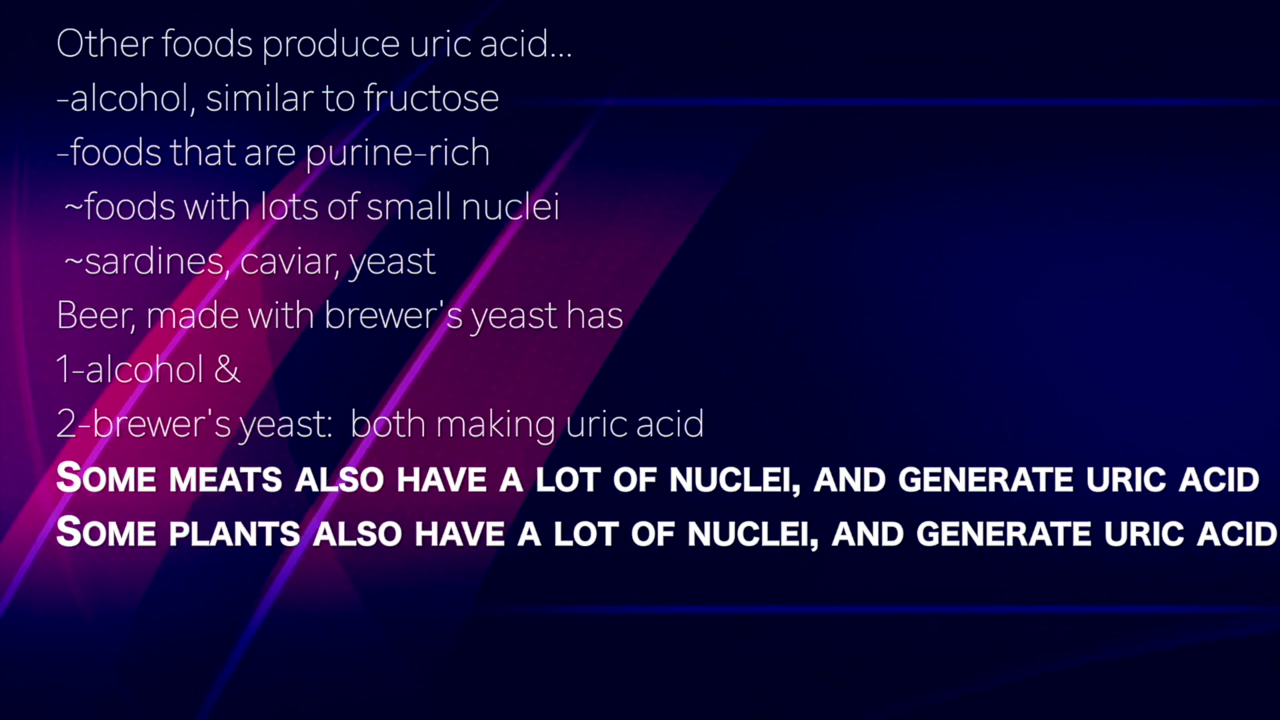 Other foods produce uric acid...
-alcohol, similar to fructose
-foods that are purine-rich
~foods with lots of small nuclei
~sardines, caviar, yeast
Beer, made with brewer's yeast has
1-alcohol &
2-brewer's yeast:  both making uric acid
SOME MEATS ALSO HAVE A LOT OF NUCLEI, AND GENERATE URIC ACID
SOME PLANTS ALSO HAVE A LOT OF NUCLEI, AND GENERATE URIC ACID